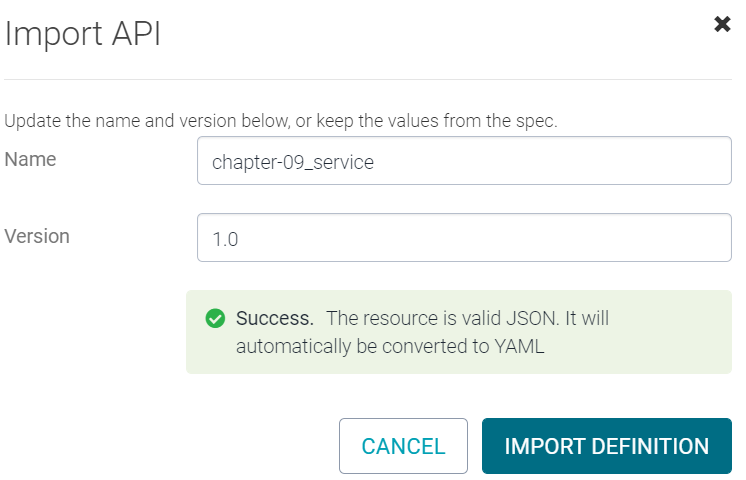 Import API
Update the name and version below, or keep the values from the spec.
Name
chapter-09_service
Version
1.0
Success. The resource is valid JSON. It will
automatically be converted to YAML
CANCEL
IMPORT DEFINITION